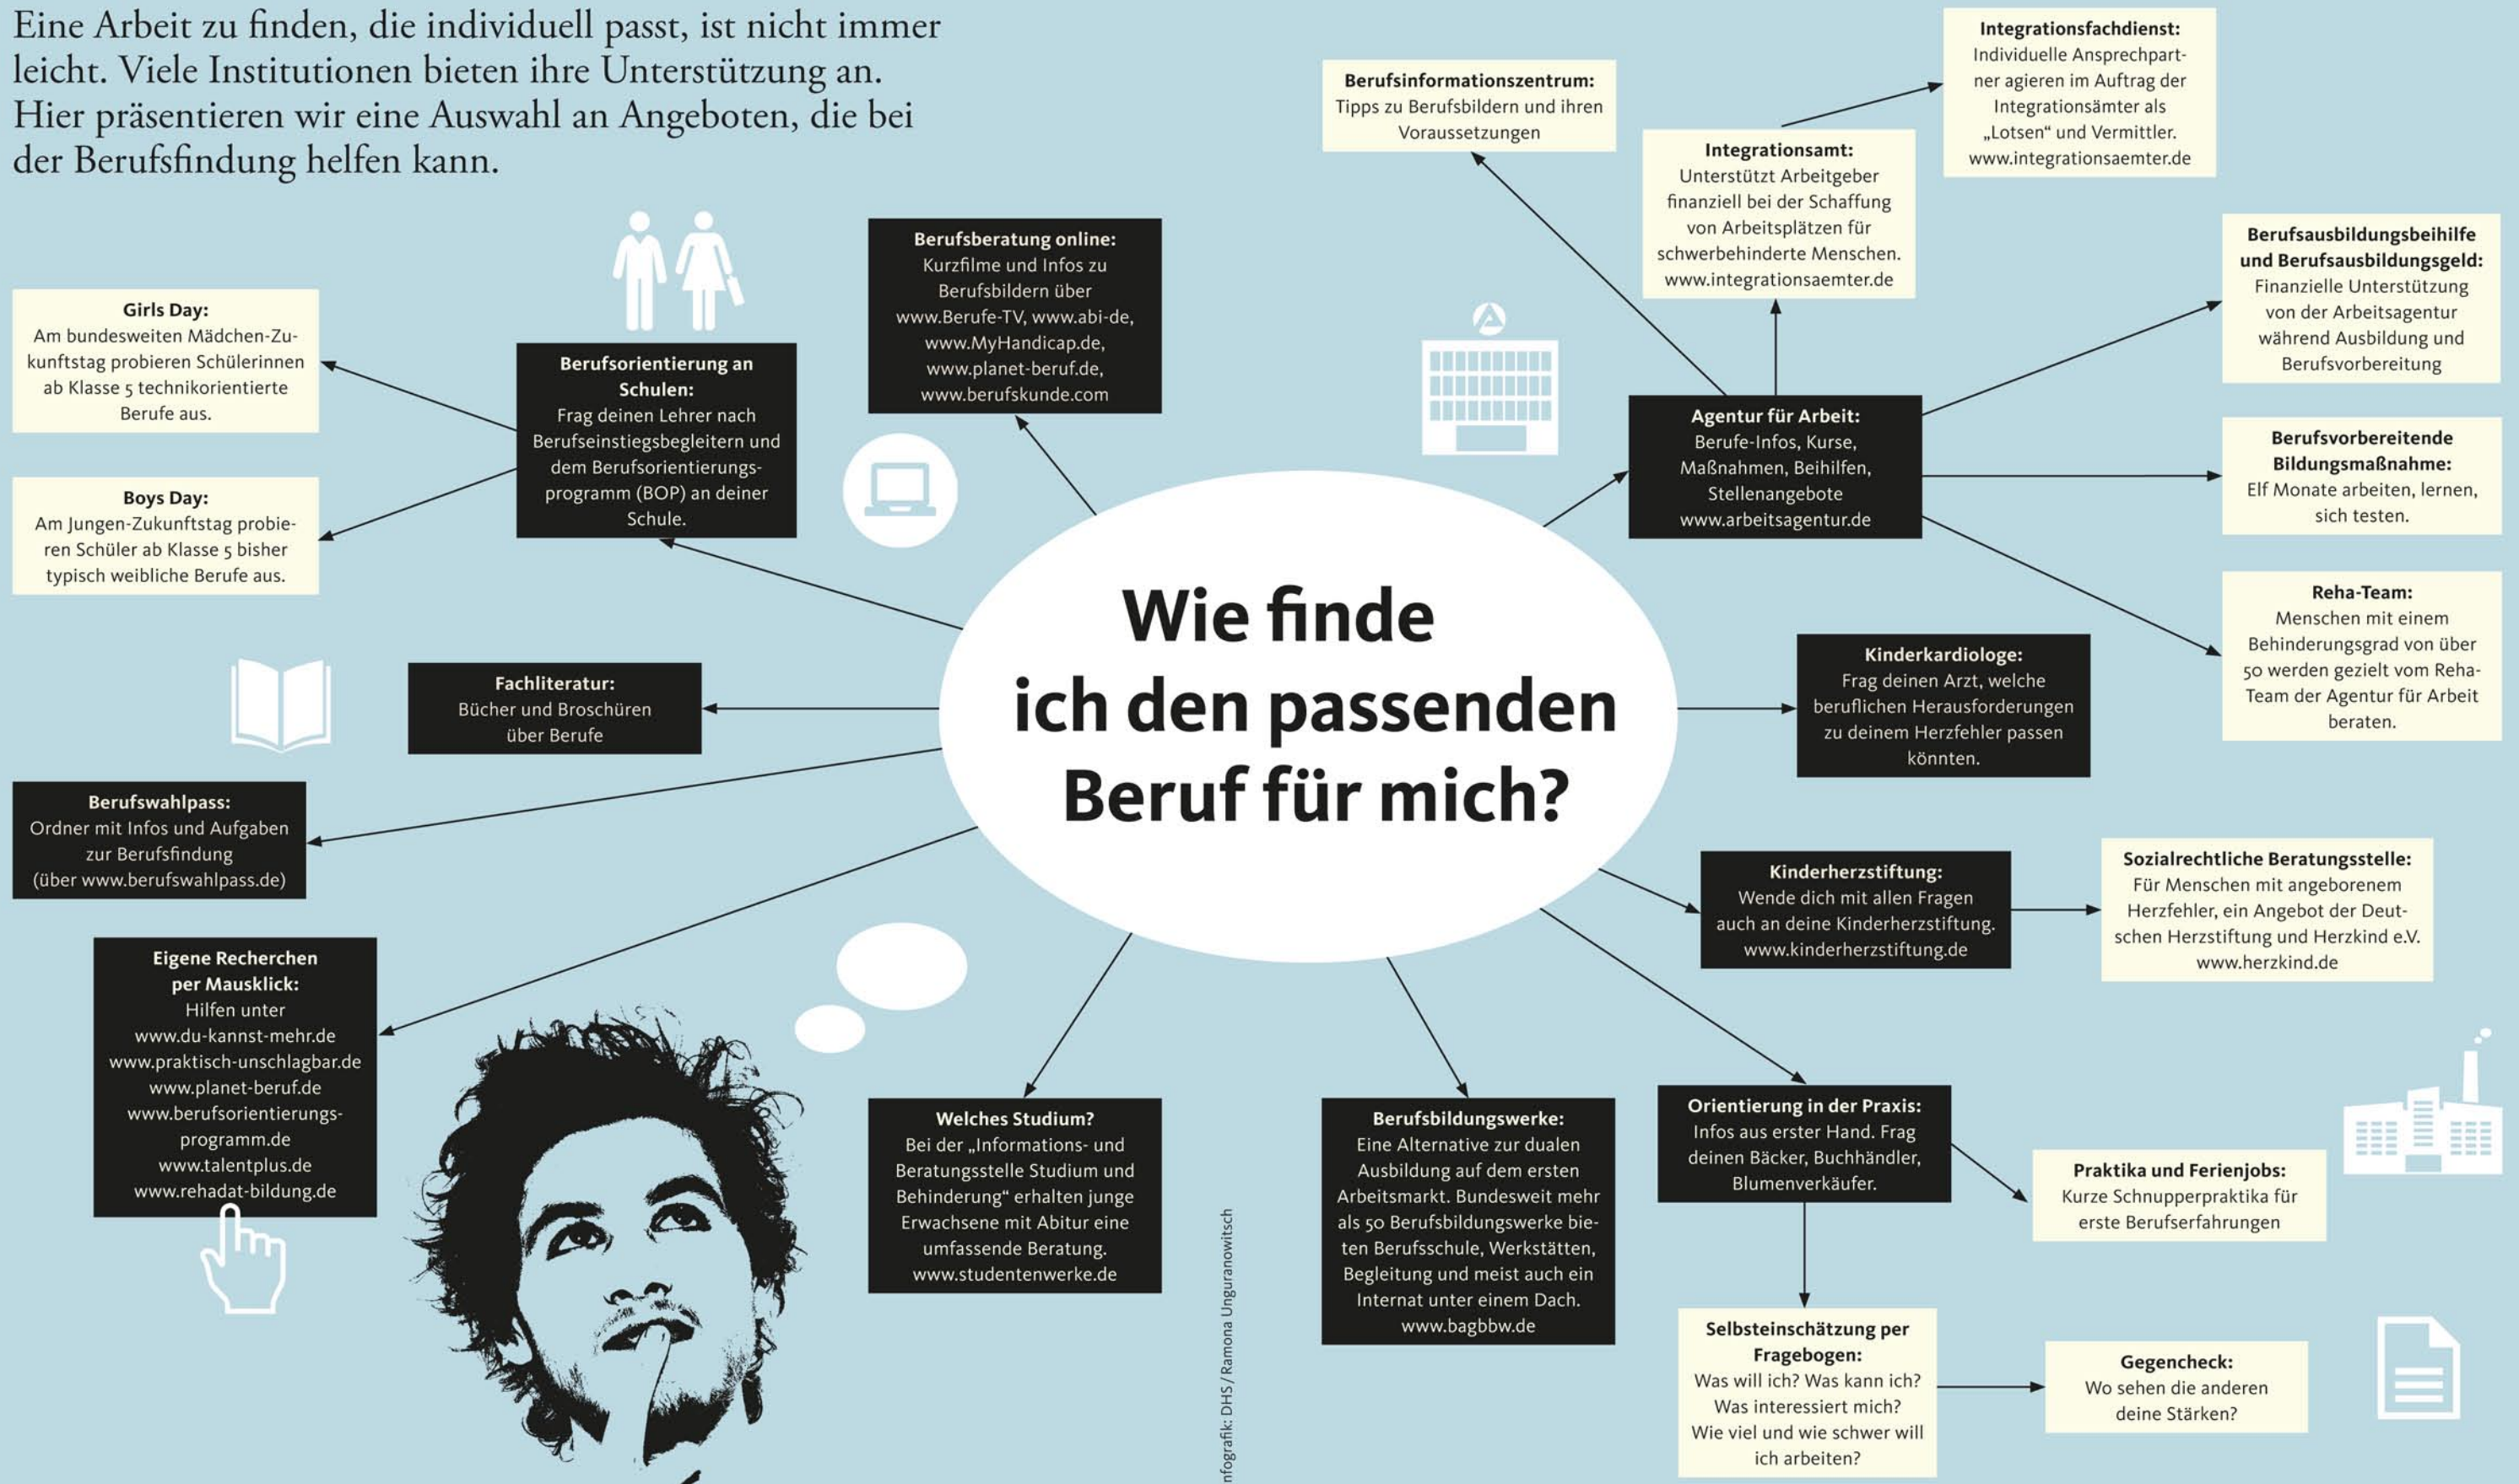 Eine Arbeit zu finden, die individuell passt, ist nicht immer
leicht. Viele Institutionen bieten ihre Unterstützung an.
Hier präsentieren wir eine Auswahl an Angeboten, die bei
der Berufsfindung helfen kann.
Wie finde
ich den passenden
Beruf für mich?
Girls Day:
Am bundesweiten Mädchen-Zu-
kunftstag probieren Schülerinnen
ab Klasse 5 technikorientierte
Berufe aus.
Boys Day:
Am Jungen-Zukunftstag probie-
ren Schüler ab Klasse 5 bisher
typisch weibliche Berufe aus.
Berufsorientierung an
Schulen:
Frag deinen Lehrer nach
Berufseinstiegsbegleitern und
dem Berufsorientierungs-
programm (BOP) an deiner
Schule.
Berufsberatung online:
Kurzfilme und Infos zu
Berufsbildern über
www.Berufe-TV, www.abi-de,
www.MyHandicap.de,
www.planet-beruf.de,
www.berufskunde.com
Berufsinformationszentrum:
Tipps zu Berufsbildern und ihren
Voraussetzungen
Integrationsamt:
Unterstützt Arbeitgeber
finanziell bei der Schaffung
von Arbeitsplätzen für
schwerbehinderte Menschen.
www.integrationsaemter.de
Integrationsfachdienst:
Individuelle Ansprechpart-
ner agieren im Auftrag der
Integrationsämter als
„Lotsen“ und Vermittler.
www.integrationsaemter.de
Agentur für Arbeit:
Berufe-Infos, Kurse,
Maßnahmen, Beihilfen,
Stellenangebote
www.arbeitsagentur.de
Berufsausbildungsbeihilfe
und Berufsausbildungsgeld:
Finanzielle Unterstützung
von der Arbeitsagentur
während Ausbildung und
Berufsvorbereitung
Berufsvorbereitende
Bildungsmaßnahme:
Elf Monate arbeiten, lernen,
sich testen.
Reha-Team:
Menschen mit einem
Behinderungsgrad von über
50 werden gezielt vom Reha-
Team der Agentur für Arbeit
beraten.
Kinderkardiologe:
Frag deinen Arzt, welche
beruflichen Herausforderungen
zu deinem Herzfehler passen
könnten.
Fachliteratur:
Bücher und Broschüren
über Berufe
Berufswahlpass:
Ordner mit Infos und Aufgaben
zur Berufsfindung
(über www.berufswahlpass.de)
Eigene Recherchen
per Mausklick:
Hilfen unter
www.du-kannst-mehr.de
www.praktisch-unschlagbar.de
www.planet-beruf.de
www.berufsorientierungs-
programm.de
www.talentplus.de
www.rehadat-bildung.de
Kinderherzstiftung:
Wende dich mit allen Fragen
auch an deine Kinderherzstiftung.
www.kinderherzstiftung.de
Sozialrechtliche Beratungsstelle:
Für Menschen mit angeborenem
Herzfehler, ein Angebot der Deut-
schen Herzstiftung und Herzkind e.V.
www.herzkind.de
Welches Studium?
Bei der „Informations- und
Beratungsstelle Studium und
Behinderung“ erhalten junge
Erwachsene mit Abitur eine
umfassende Beratung.
www.studentenwerke.de
Berufsbildungswerke:
Eine Alternative zur dualen
Ausbildung auf dem ersten
Arbeitsmarkt. Bundesweit mehr
als 50 Berufsbildungswerke bie-
ten Berufsschule, Werkstätten,
Begleitung und meist auch ein
Internat unter einem Dach.
www.bagbbw.de
Orientierung in der Praxis:
Infos aus erster Hand. Frag
deinen Bäcker, Buchhändler,
Blumenverkäufer.
Praktika und Ferienjobs:
Kurze Schnupperpraktika für
erste Berufserfahrungen
Selbsteinschätzung per
Fragebogen:
Was will ich? Was kann ich?
Was interessiert mich?
Wie viel und wie schwer will
ich arbeiten?
Gegencheck:
Wo sehen die anderen
deine Stärken?
nfografik: DHS / Ramona Unguranowitsch